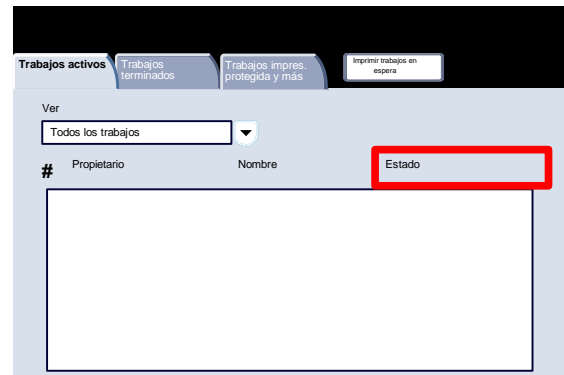 Trabajos activos
Trabajos
terminados
Trabajos impres.
protegida y más
Imprimir trabajos en
espera
Ver
Todos los trabajos
# Propietario Nombre Estado